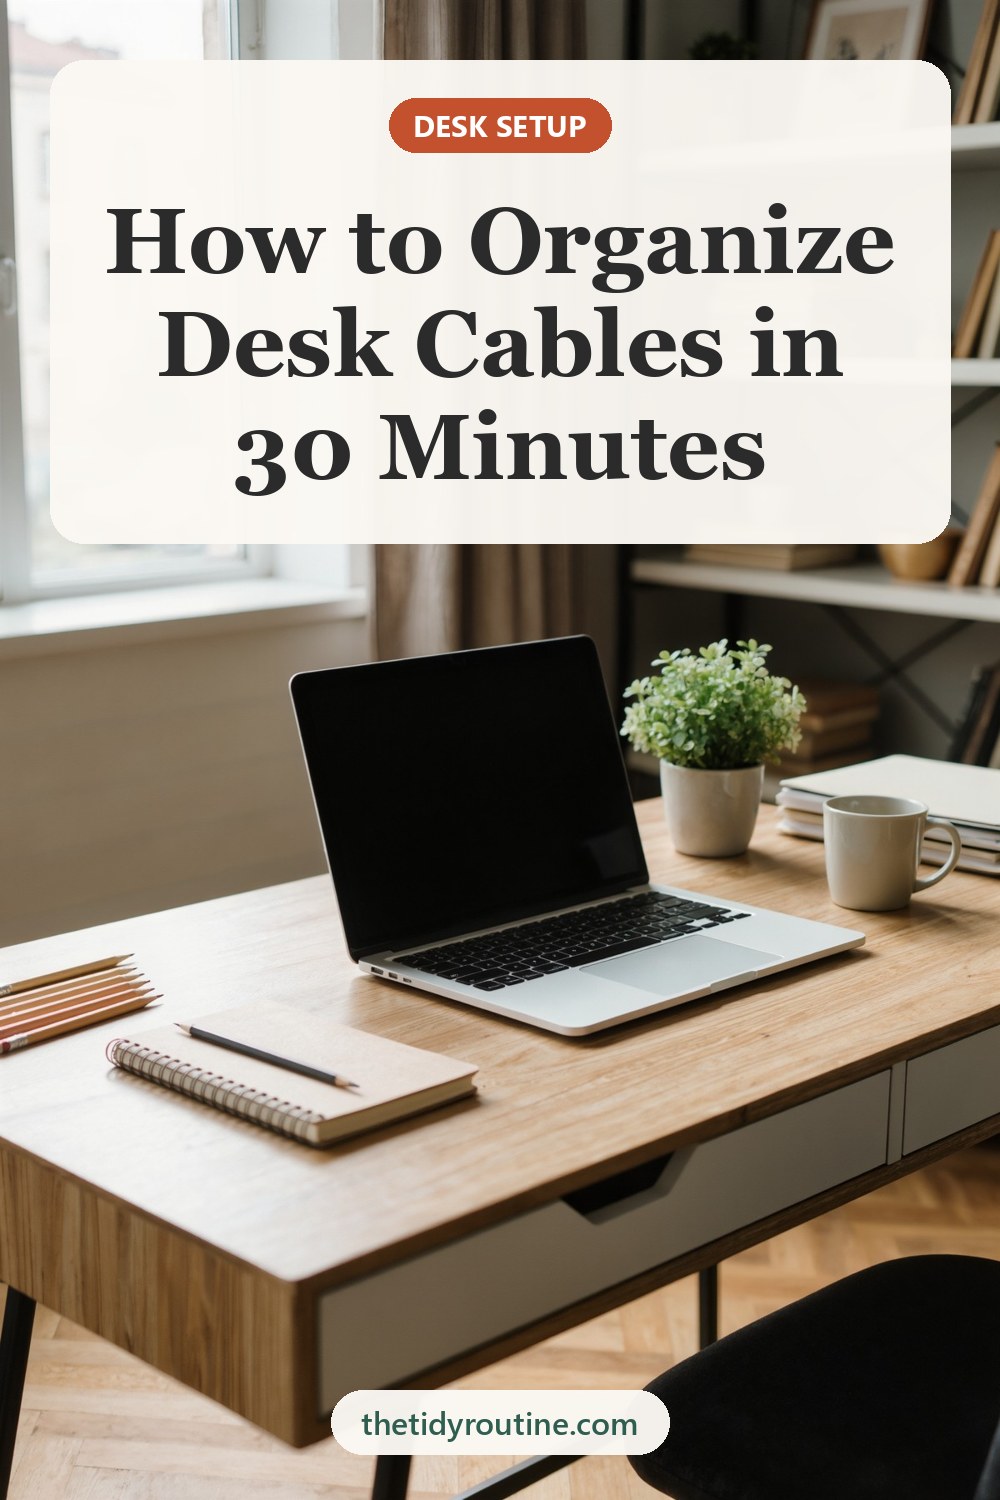 DESK SETUP
How to Organize
Desk Cables in
30 Minutes
thetidyroutine.com